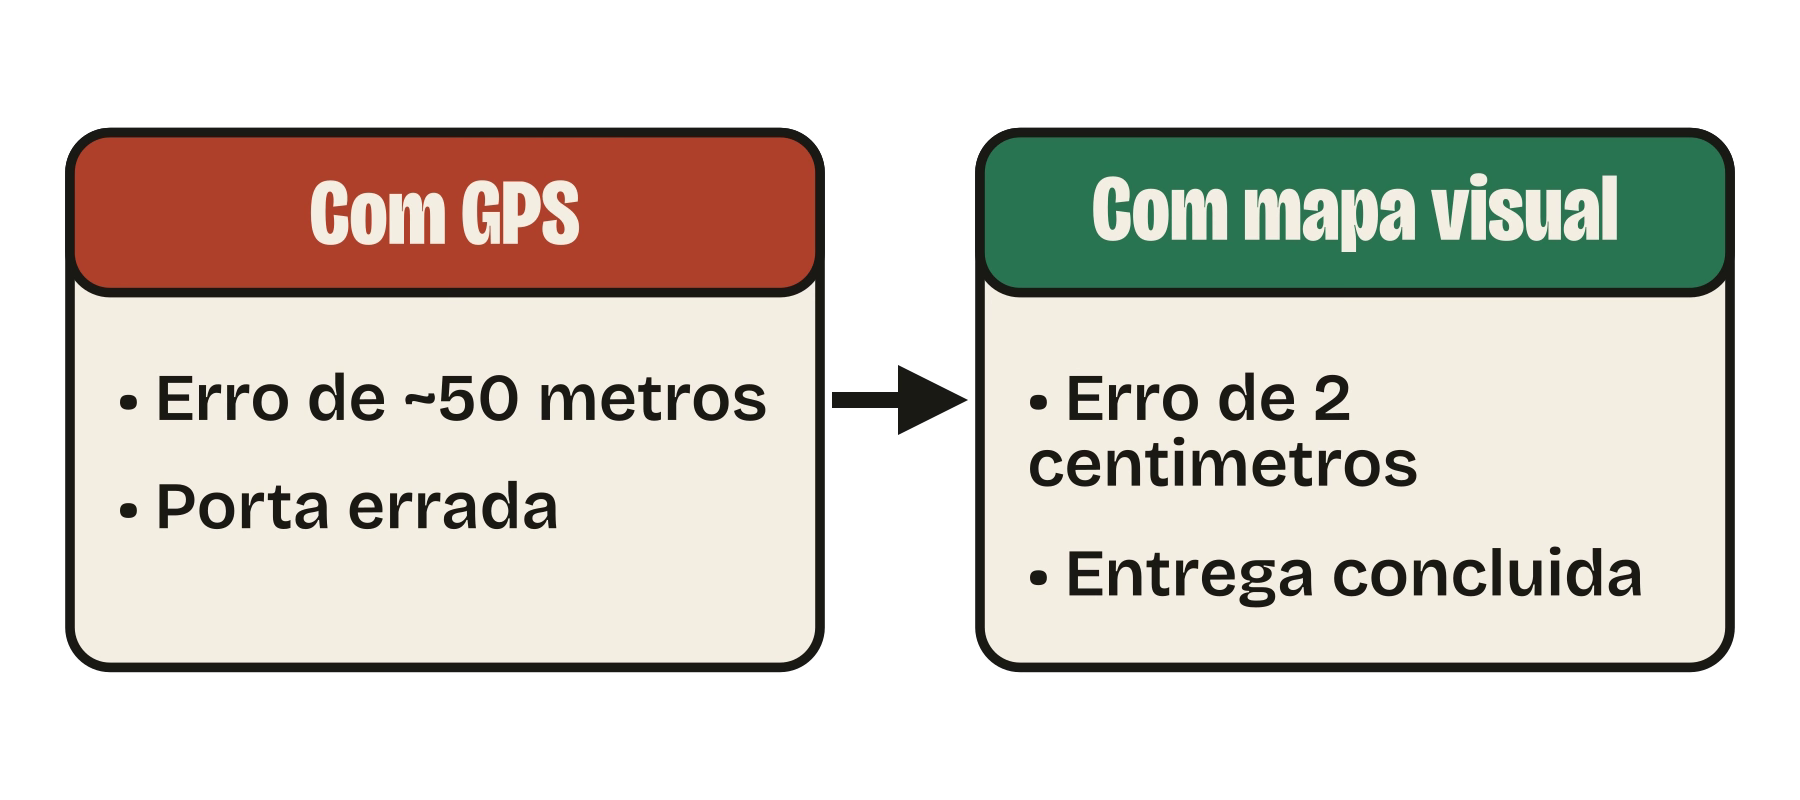 Com GPS
• Erro de ~50 metros
• Porta errada
Com mapa visual
• Erro de 2
centimetros
• Entrega concluida